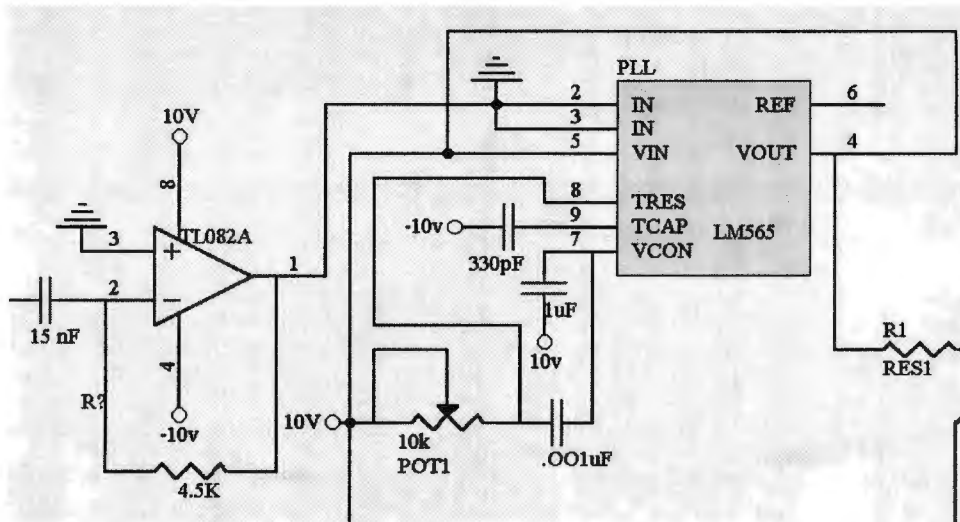 PLL
10V
8
TL082A
3
2
1
4
-10v
15 nF
R?
4.5K
2
3
5
8
9
7
IN
IN
VIN
TRES
TCAP
VCON
REF
VOUT
LM565
6
4
-10v
330pF
1uF
10v
10V
10k
POT1
.OO1uF
R1
RES1